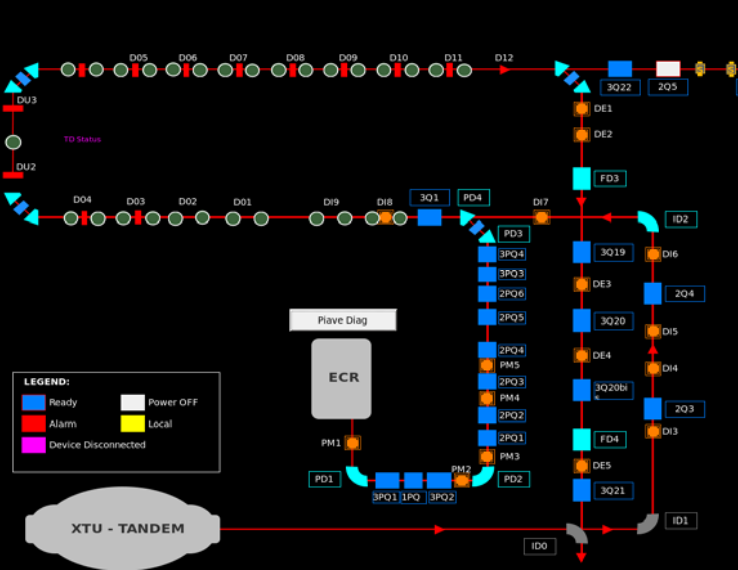 D05 D06 D07 D08 D09 D10 D11 D12
3Q22 2Q5
DU3
DE1
DE2
TD Status
DU2
FD3
D04 D03 D02 D01 DI9 DI8 3Q1 PD4 DI7 ID2
PD3
3PQ4 3Q19 DI6
3PQ3
2PQ6 DE3 2Q4
2PQ5 3Q20
Piave Diag
DI5
2PQ4 DE4
PM5 DI4
ECR
2PQ3
LEGEND:
3Q20bi
PM4
Ready Power OFF
2PQ2 2Q3
Alarm Local
DI3
2PQ1 FD4
Device Disconnected
PM1
PM3
PM2 DE5
PD1 PD2
3PQ1 1PQ 3PQ2 3Q21
XTU - TANDEM
ID1
ID0